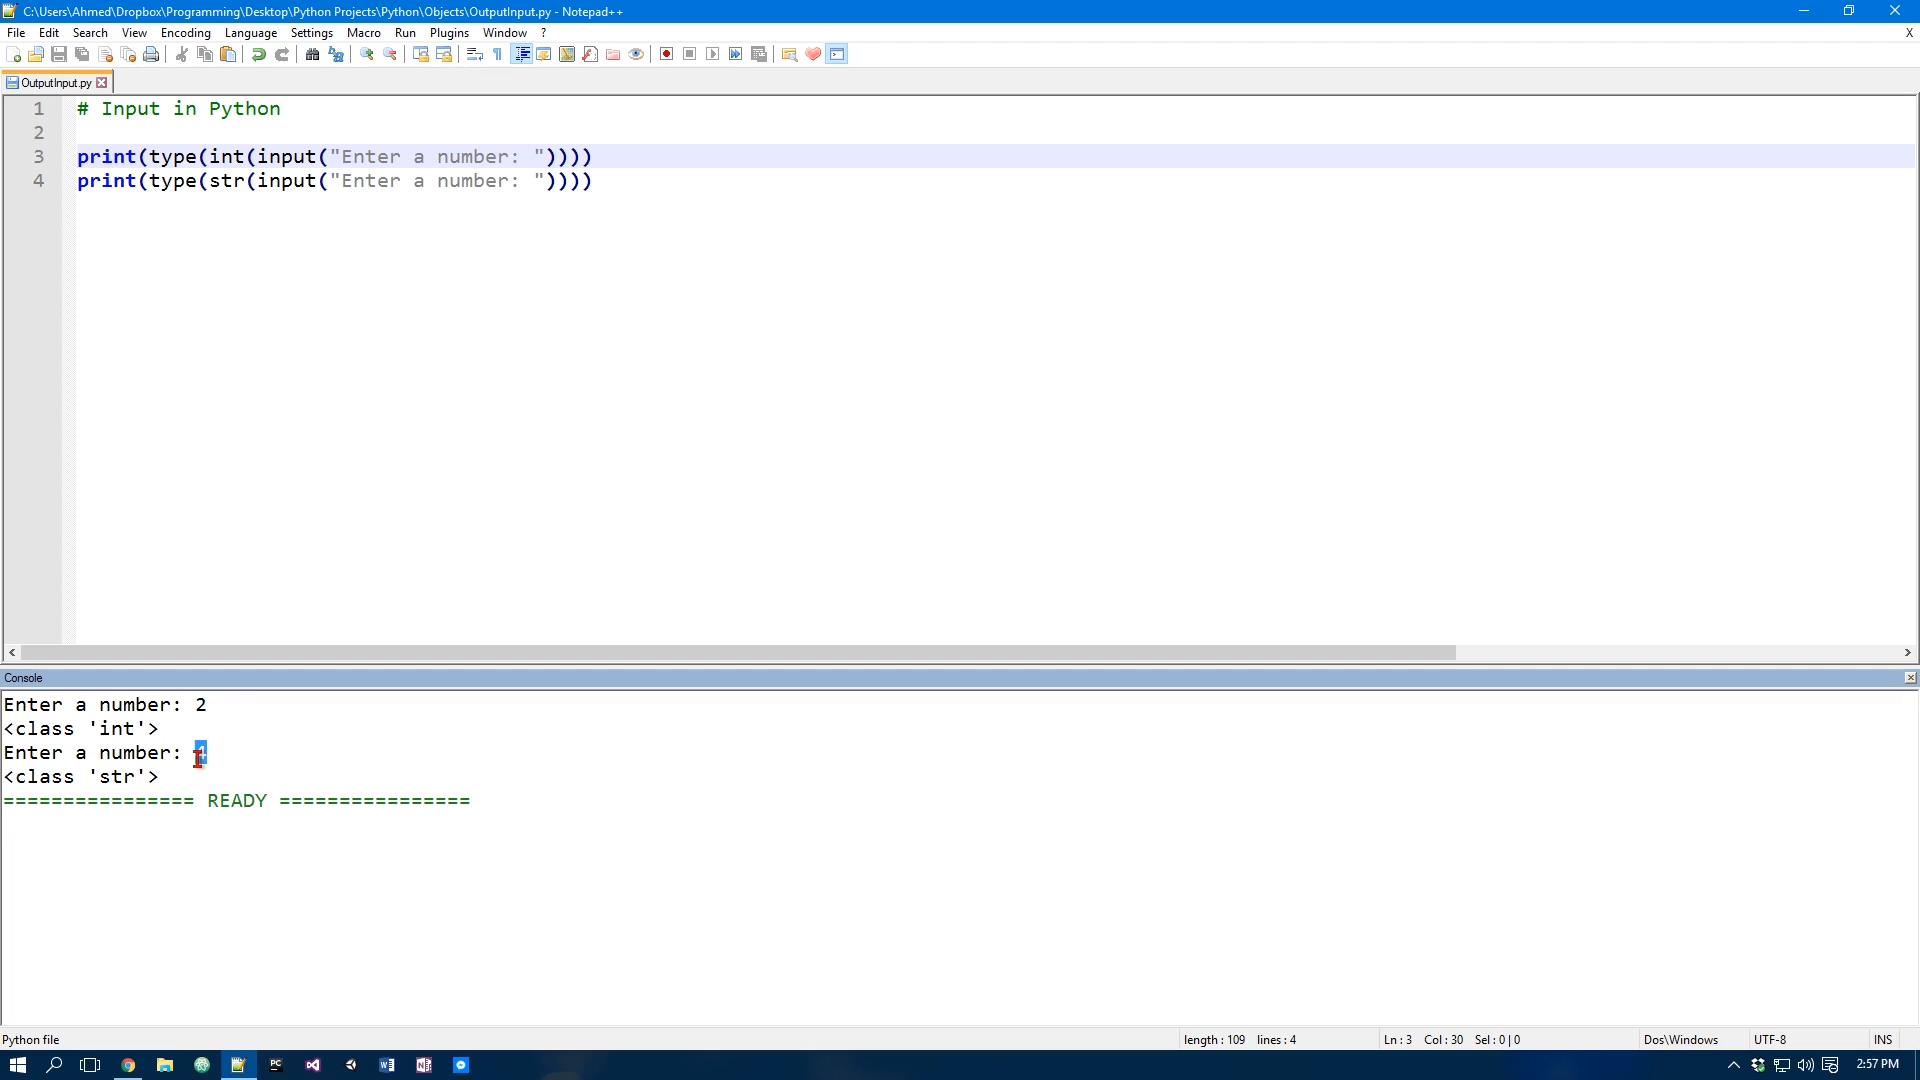 C:\Users\Ahmed\Dropbox\Programming\Desktop\Python Projects\Python\Objects\OutputInput.py - Notepad++
File Edit Search View Encoding Language Settings Macro Run Plugins Window ? X
OutputInput.py
1 # Input in Python
2
3 print(type(int(input("Enter a number: "))))
4 print(type(str(input("Enter a number: "))))
Console
Enter a number: 2
<class 'int'>
Enter a number:
<class 'str'>
================ READY ================
Python file length : 109 lines : 4 Ln : 3 Col : 30 Sel : 0 | 0 Dos\Windows UTF-8 INS
2:57 PM